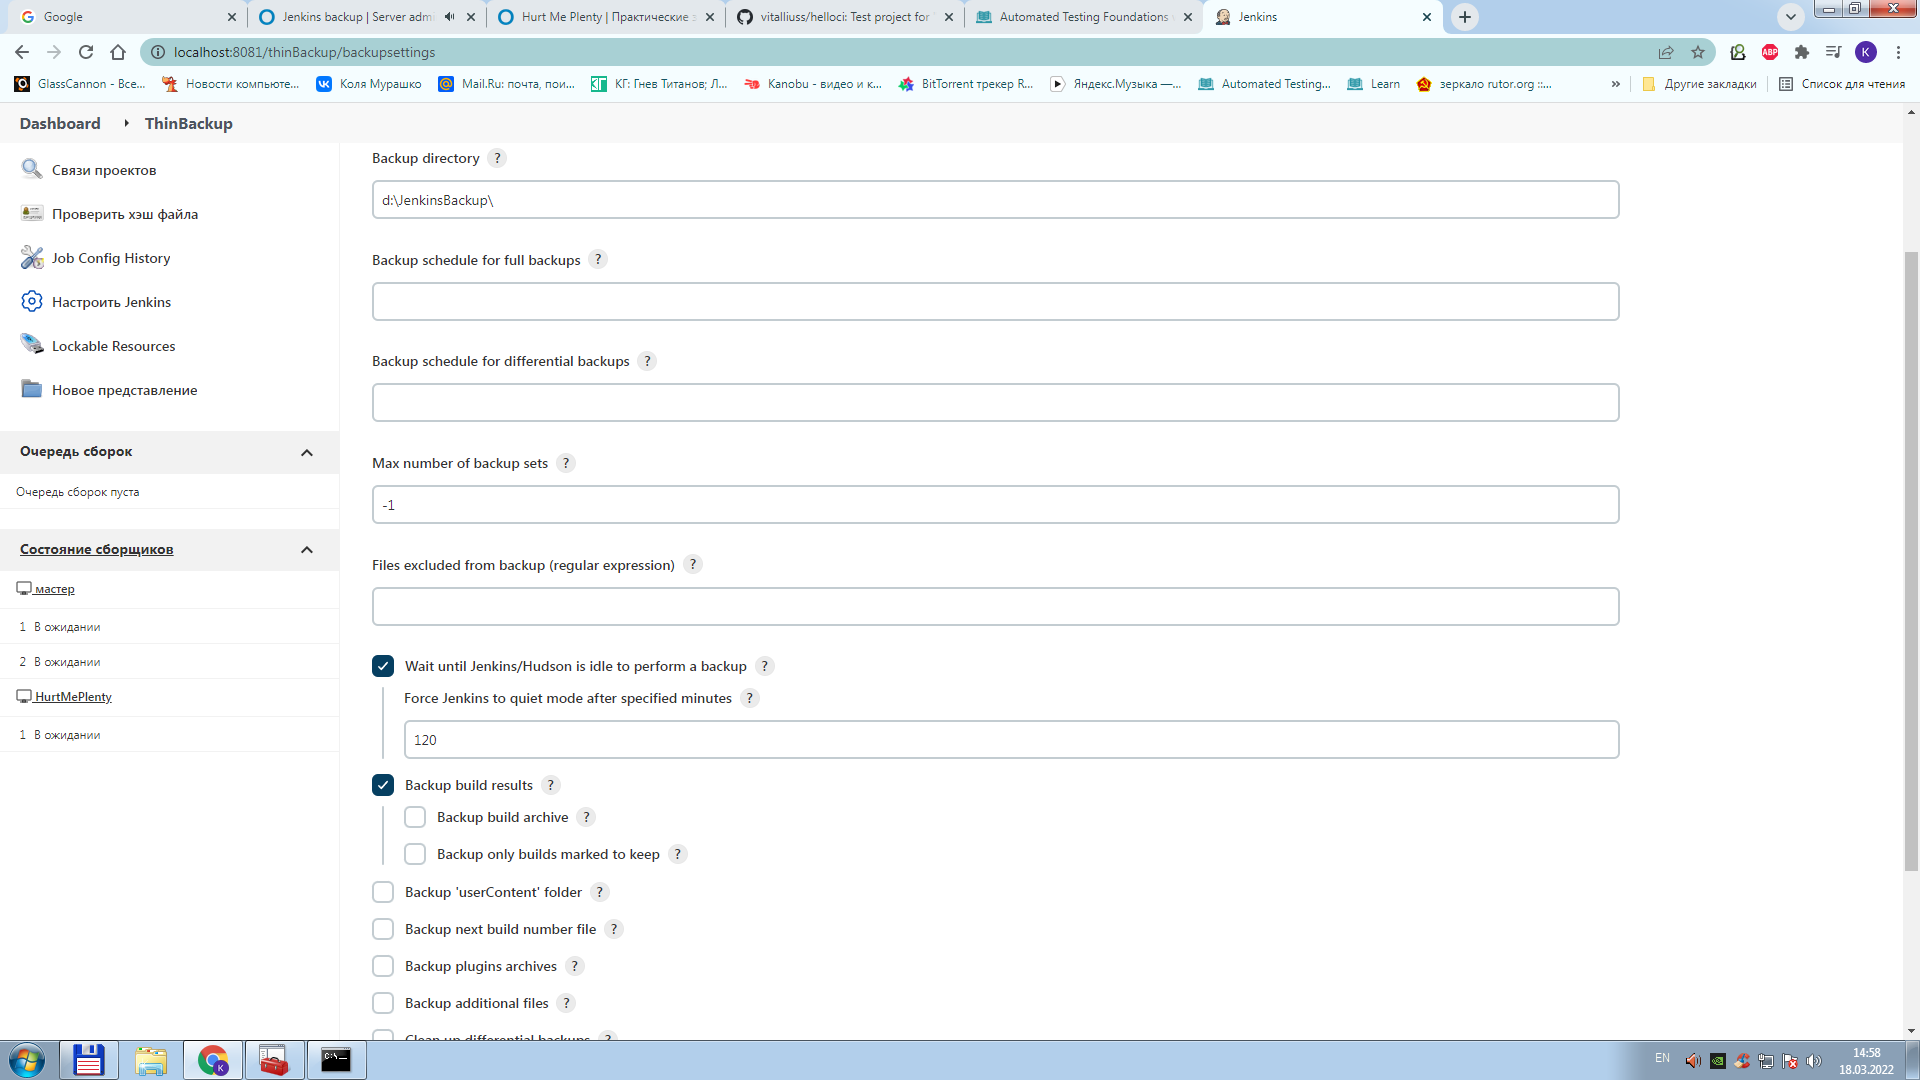 Google
Jenkins backup | Server admi
Hurt Me Plenty | Практические з
vitalliuss/helloci: Test project for
Automated Testing Foundations
Jenkins
localhost:8081/thinBackup/backupsettings
ABP
K
GlassCannon - Все...
Новости компьюте...
Коля Мурашко
Mail.Ru: почта, пои...
КГ: Гнев Титанов; Л...
Kanobu - видео и к...
BitTorrent трекер R...
Яндекс.Музыка —...
Automated Testing...
Learn
зеркало rutor.org ::...
»
Другие закладки
Список для чтения
Dashboard
ThinBackup
Связи проектов
Проверить хэш файла
Job Config History
Настроить Jenkins
Lockable Resources
Новое представление
Очередь сборок
Очередь сборок пуста
Состояние сборщиков
мастер
1 В ожидании
2 В ожидании
HurtMePlenty
1 В ожидании
Backup directory ?
d:\JenkinsBackup\
Backup schedule for full backups ?
Backup schedule for differential backups ?
Max number of backup sets ?
-1
Files excluded from backup (regular expression) ?
Wait until Jenkins/Hudson is idle to perform a backup ?
Force Jenkins to quiet mode after specified minutes ?
120
Backup build results ?
Backup build archive ?
Backup only builds marked to keep ?
Backup 'userContent' folder ?
Backup next build number file ?
Backup plugins archives ?
Backup additional files ?
Clean up differential backups ?
K
C:\_
EN
14:58
18.03.2022